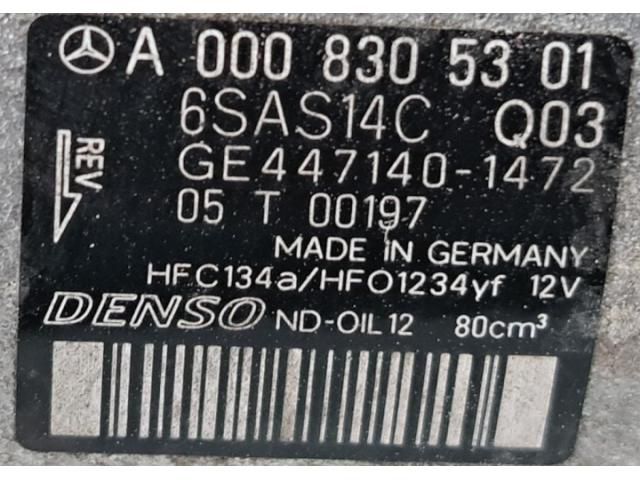 A 000 830 53 01
6SAS14C Q03
REV
GE447140-1472
05 T 00197
MADE IN GERMANY
HFC134a/HFO1234yf 12V
DENSO ND-OIL12 80cm³